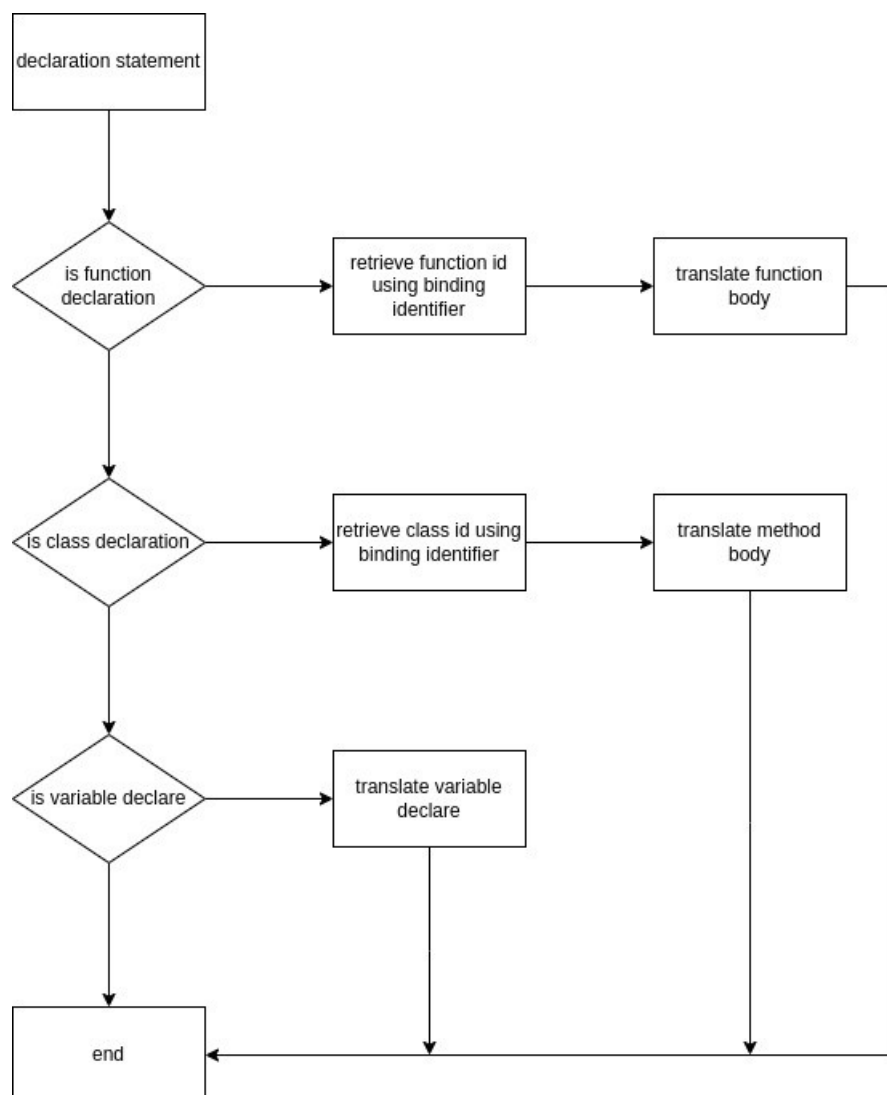 declaration statement
is function
declaration
retrieve function id
using binding
identifier
translate function
body
is class declaration
retrieve class id using
binding identifier
translate method
body
is variable declare
translate variable
declare
end